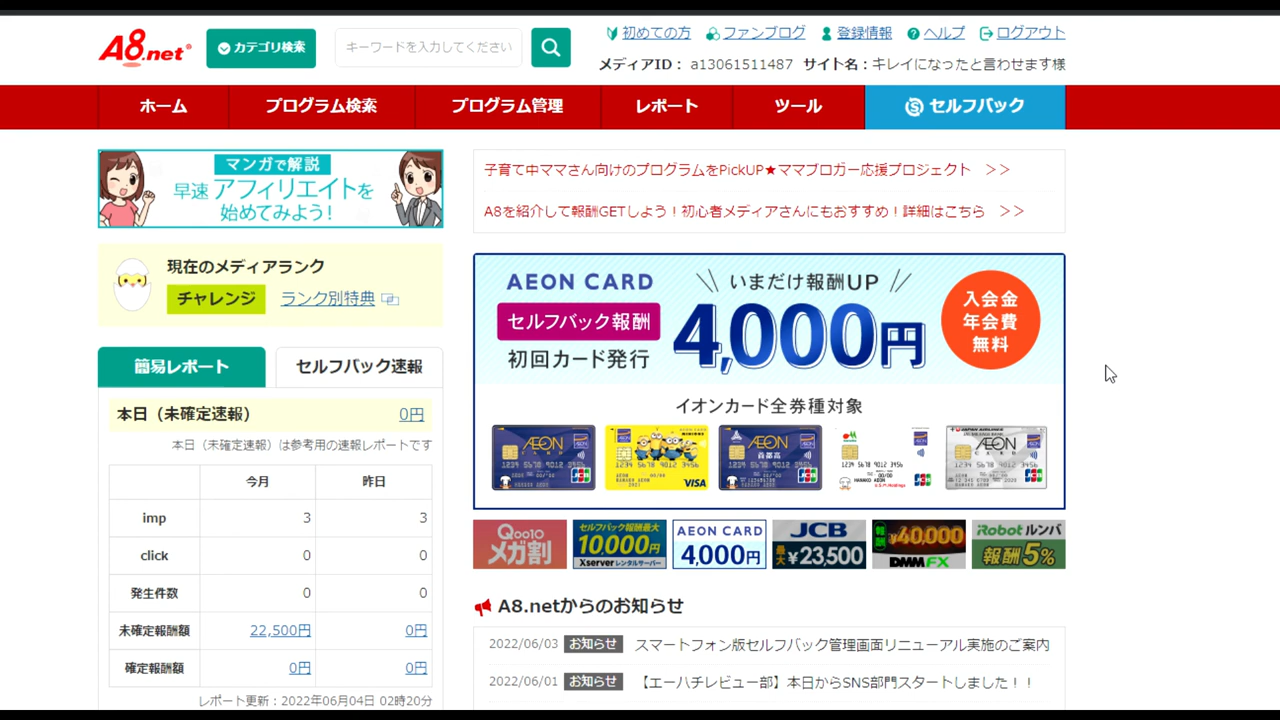 A8.net
カテゴリ検索
キーワードを入力してください
初めての方 ファンブログ 登録情報 ヘルプ ログアウト
メディアID： a13061511487 サイト名：キレイになったと言わせます様
ホーム プログラム検索 プログラム管理 レポート ツール セルフバック
マンガで解説
早速 アフィリエイトを
始めてみよう！
現在のメディアランク
チャレンジ ランク別特典
簡易レポート セルフバック速報
本日（未確定速報） 0円
本日（未確定速報）は参考用の速報レポートです
今月 昨日
imp 3 3
click 0 0
発生件数 0 0
未確定報酬額 22,500円 0円
確定報酬額 0円 0円
レポート更新：2022年06月04日 02時20分
子育て中ママさん向けのプログラムをPickUP★ママブロガー応援プロジェクト ＞＞
A8を紹介して報酬GETしよう！初心者メディアさんにもおすすめ！詳細はこちら ＞＞
AEON CARD
セルフバック報酬
初回カード発行
いまだけ報酬UP
4,000円
入会金
年会費
無料
イオンカード全券種対象
Qoo10
メガ割
セルフバック報酬最大
10,000円
Xserver レンタルサーバー
AEON CARD
4,000円
JCB
最大¥23,500
報酬¥40,000
DMM FX
iRobot ルンバ
報酬5%
A8.netからのお知らせ
2022/06/03 お知らせ スマートフォン版セルフバック管理画面リニューアル実施のご案内
2022/06/01 お知らせ 【エーハチレビュー部】本日からSNS部門スタートしました！！